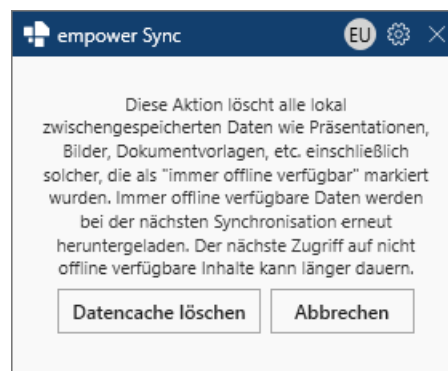 empower Sync
EU
Diese Aktion löscht alle lokal
zwischengespeicherten Daten wie Präsentationen,
Bilder, Dokumentvorlagen, etc. einschließlich
solcher, die als "immer offline verfügbar" markiert
wurden. Immer offline verfügbare Daten werden
bei der nächsten Synchronisation erneut
heruntergeladen. Der nächste Zugriff auf nicht
offline verfügbare Inhalte kann länger dauern.
Datencache löschen
Abbrechen